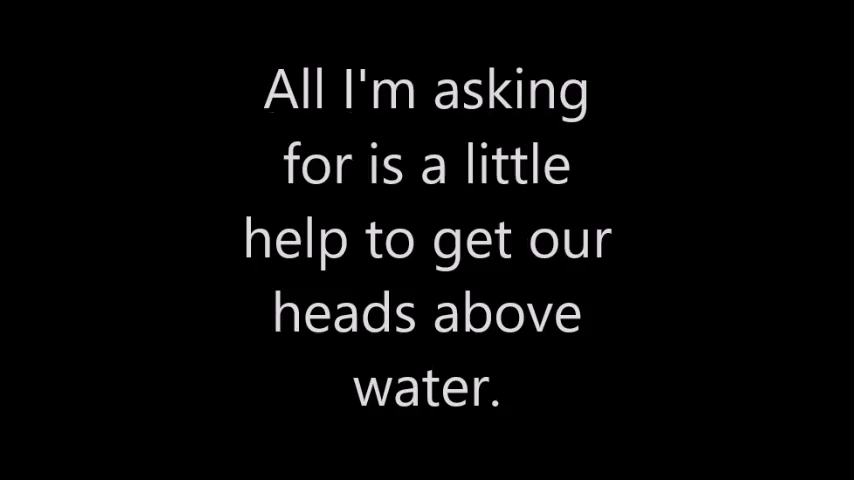 All I'm asking
for is a little
help to get our
heads above
water.